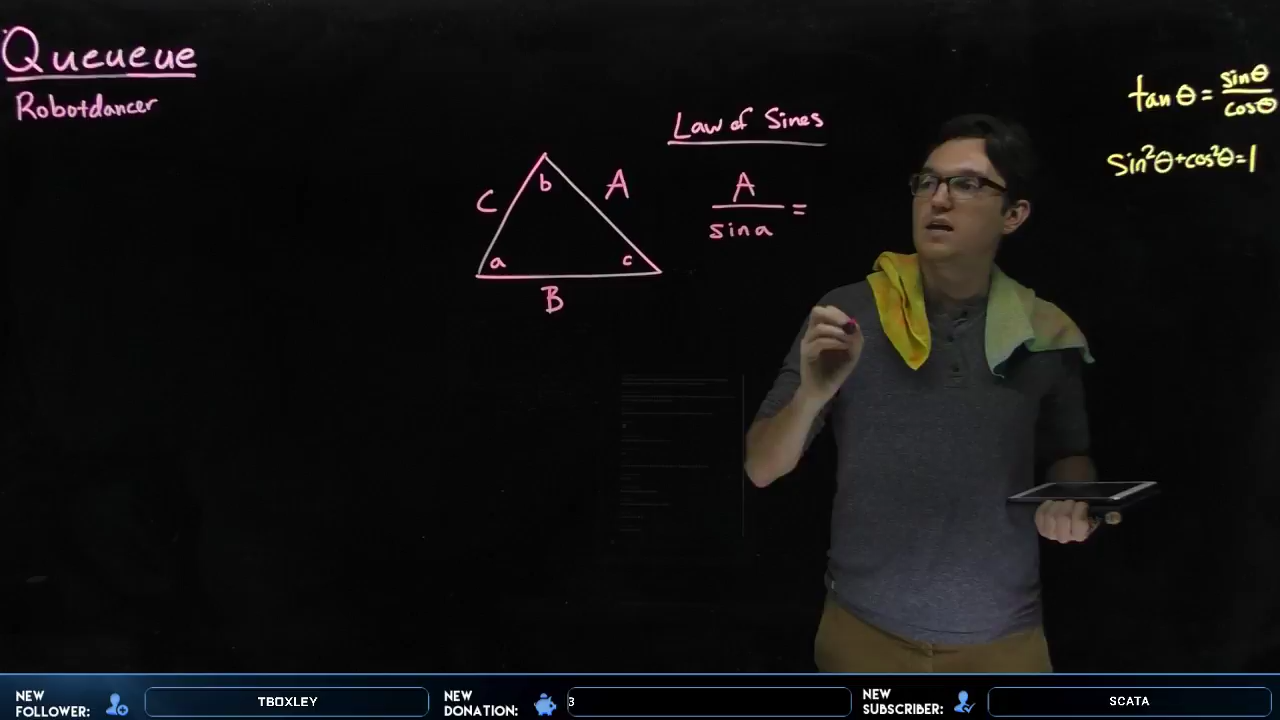 Queueue
Robotdancer
Law of Sines
A
sin a
=
C
b
A
a
c
B
tan θ = sinθ
cosθ
sin²θ+cos²θ=1
NEW FOLLOWER:
TBOXLEY
NEW DONATION:
3
NEW SUBSCRIBER:
SCATA